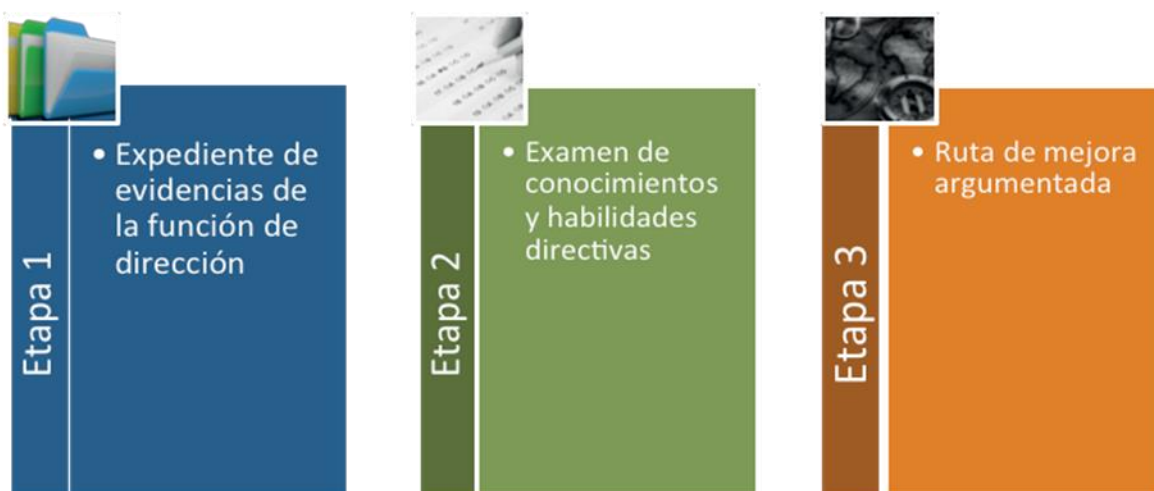 Etapa 1
• Expediente de
evidencias de
la función de
dirección
Etapa 2
• Examen de
conocimientos
y habilidades
directivas
Etapa 3
• Ruta de mejora
argumentada